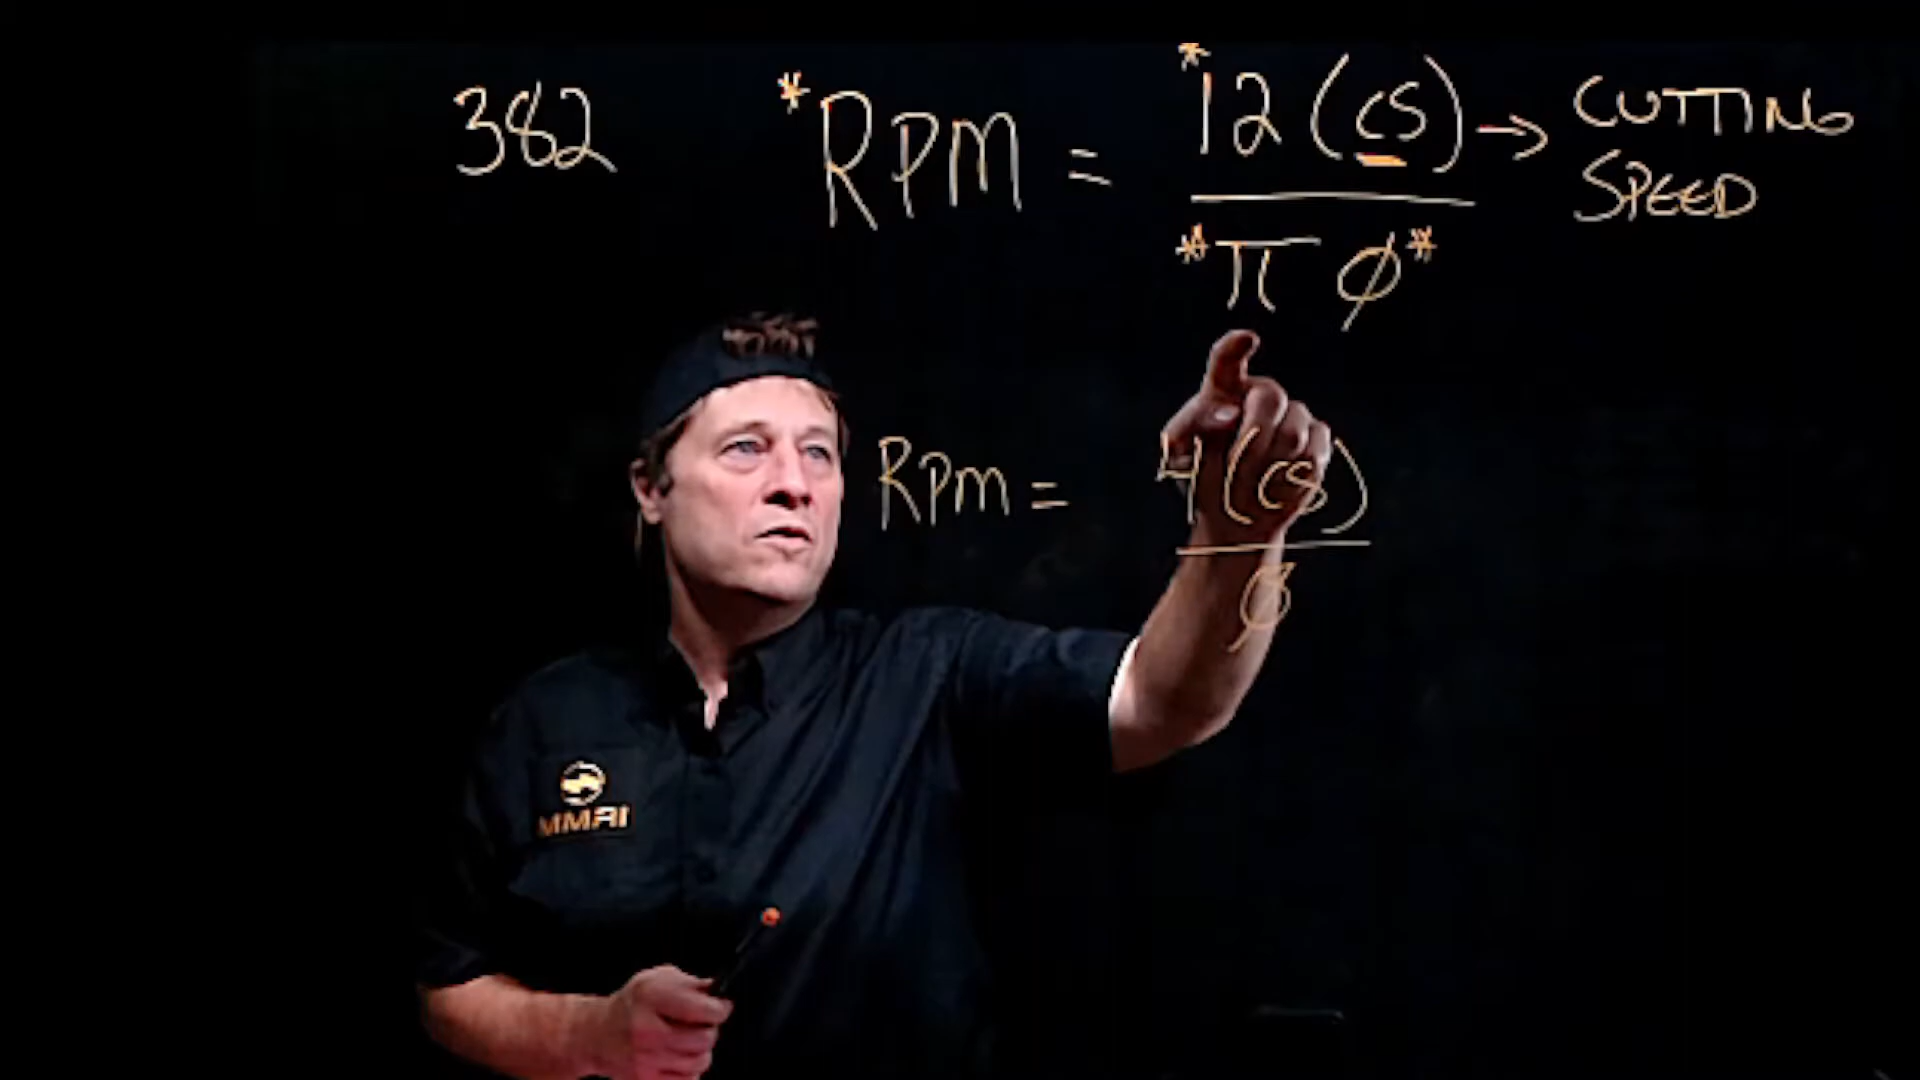 382
*RPM = *12 (CS) → CUTTING SPEED
*π ø*
RPM = 4 (CS)
ø
MMRI